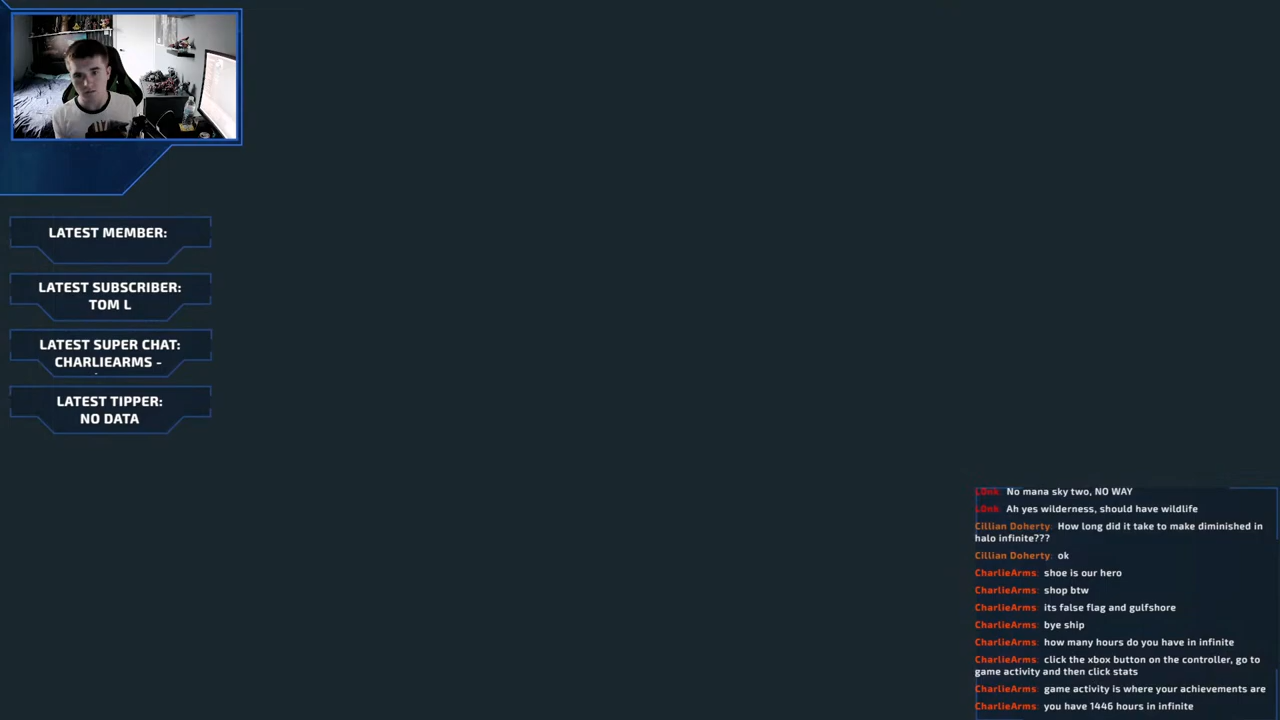 LATEST MEMBER:
LATEST SUBSCRIBER:
TOM L
LATEST SUPER CHAT:
CHARLIEARMS -
LATEST TIPPER:
NO DATA
L0nk: No mana sky two, NO WAY
L0nk: Ah yes wilderness, should have wildlife
Cillian Doherty: How long did it take to make diminished in
halo infinite???
Cillian Doherty: ok
CharlieArms: shoe is our hero
CharlieArms: shop btw
CharlieArms: its false flag and gulfshore
CharlieArms: bye ship
CharlieArms: how many hours do you have in infinite
CharlieArms: click the xbox button on the controller, go to
game activity and then click stats
CharlieArms: game activity is where your achievements are
CharlieArms: you have 1446 hours in infinite